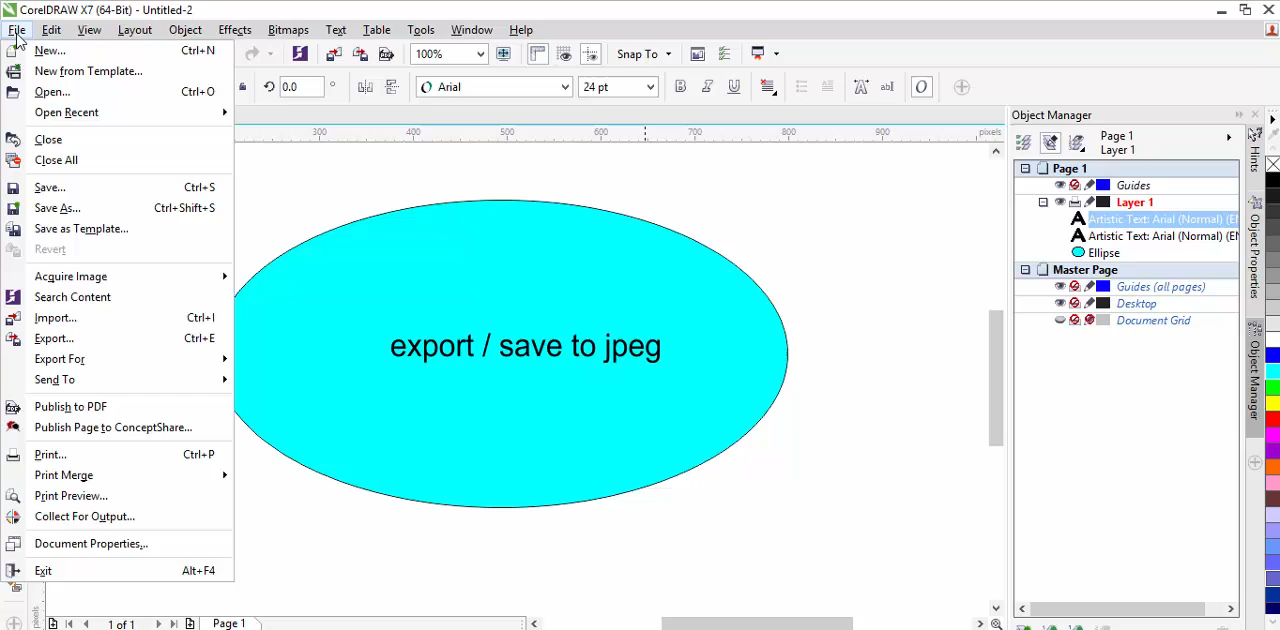 CorelDRAW X7 (64-Bit) - Untitled-2
File Edit View Layout Object Effects Bitmaps Text Table Tools Window Help
100% Snap To
0.0 ° O Arial 24 pt
New... Ctrl+N
New from Template...
Open... Ctrl+O
Open Recent
Close
Close All
Save... Ctrl+S
Save As... Ctrl+Shift+S
Save as Template...
Revert
Acquire Image
Search Content
Import... Ctrl+I
Export... Ctrl+E
Export For
Send To
Publish to PDF
Publish Page to ConceptShare...
Print... Ctrl+P
Print Merge
Print Preview...
Collect For Output...
Document Properties...
Exit Alt+F4
300 400 500 600 700 800 900 pixels
export / save to jpeg
pixels
1 of 1 Page 1
Object Manager
Page 1
Layer 1
Page 1
Guides
Layer 1
Artistic Text: Arial (Normal) (EN
Artistic Text: Arial (Normal) (EN
Ellipse
Master Page
Guides (all pages)
Desktop
Document Grid
Hints
Object Properties
Object Manager